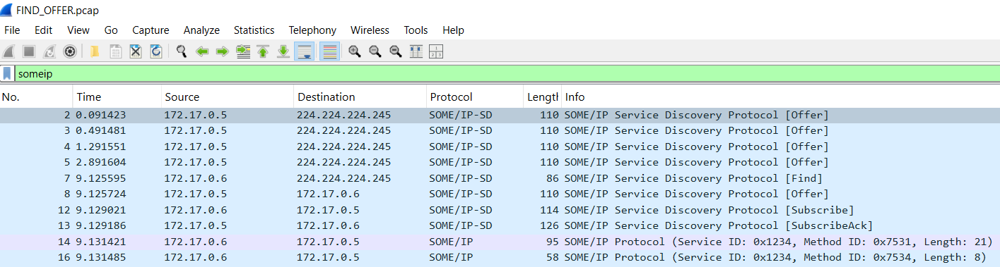 FIND_OFFER.pcap
File Edit View Go Capture Analyze Statistics Telephony Wireless Tools Help
someip
No. Time Source Destination Protocol Length Info
2 0.091423 172.17.0.5 224.224.224.245 SOME/IP-SD 110 SOME/IP Service Discovery Protocol [Offer]
3 0.491481 172.17.0.5 224.224.224.245 SOME/IP-SD 110 SOME/IP Service Discovery Protocol [Offer]
4 1.291551 172.17.0.5 224.224.224.245 SOME/IP-SD 110 SOME/IP Service Discovery Protocol [Offer]
5 2.891604 172.17.0.5 224.224.224.245 SOME/IP-SD 110 SOME/IP Service Discovery Protocol [Offer]
7 9.125595 172.17.0.6 224.224.224.245 SOME/IP-SD 86 SOME/IP Service Discovery Protocol [Find]
8 9.125724 172.17.0.5 172.17.0.6 SOME/IP-SD 110 SOME/IP Service Discovery Protocol [Offer]
12 9.129021 172.17.0.6 172.17.0.5 SOME/IP-SD 114 SOME/IP Service Discovery Protocol [Subscribe]
13 9.129186 172.17.0.5 172.17.0.6 SOME/IP-SD 126 SOME/IP Service Discovery Protocol [SubscribeAck]
14 9.131421 172.17.0.6 172.17.0.5 SOME/IP 95 SOME/IP Protocol (Service ID: 0x1234, Method ID: 0x7531, Length: 21)
16 9.131485 172.17.0.6 172.17.0.5 SOME/IP 58 SOME/IP Protocol (Service ID: 0x1234, Method ID: 0x7534, Length: 8)